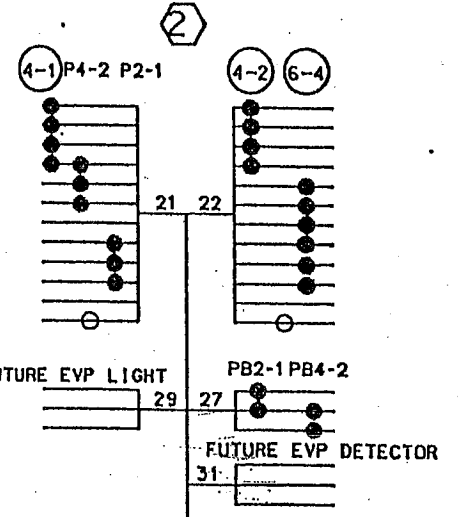 2
4-1 P4-2 P2-1 4-2 6-4
21 22
UTURE EVP LIGHT
PB2-1 PB4-2
29 27
FUTURE EVP DETECTOR
31